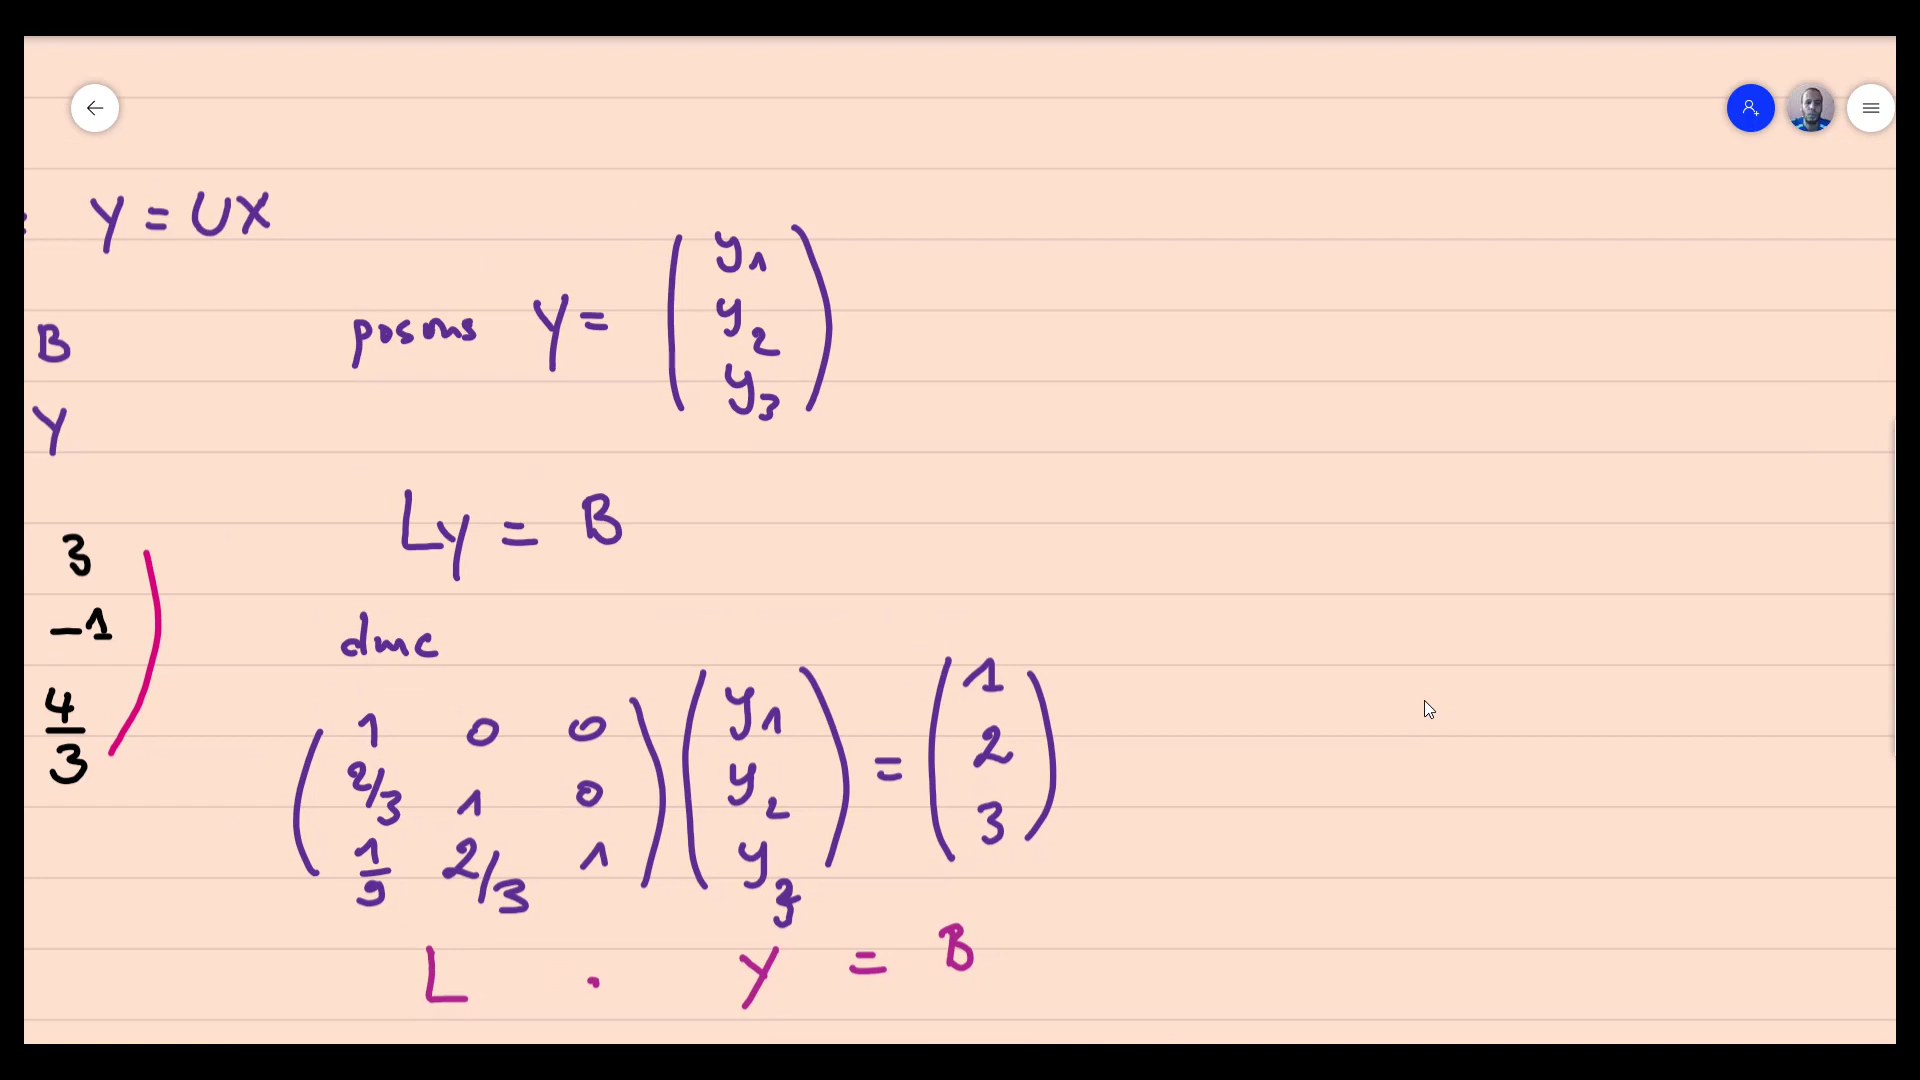 Y = UX
posons Y = ( y1 y2 y3 )
B
Y
Ly = B
3
-1
4/3
donc
( 1 0 0
2/3 1 0
1/9 2/3 1 ) ( y1 y2 y3 ) = ( 1 2 3 )
L . Y = B